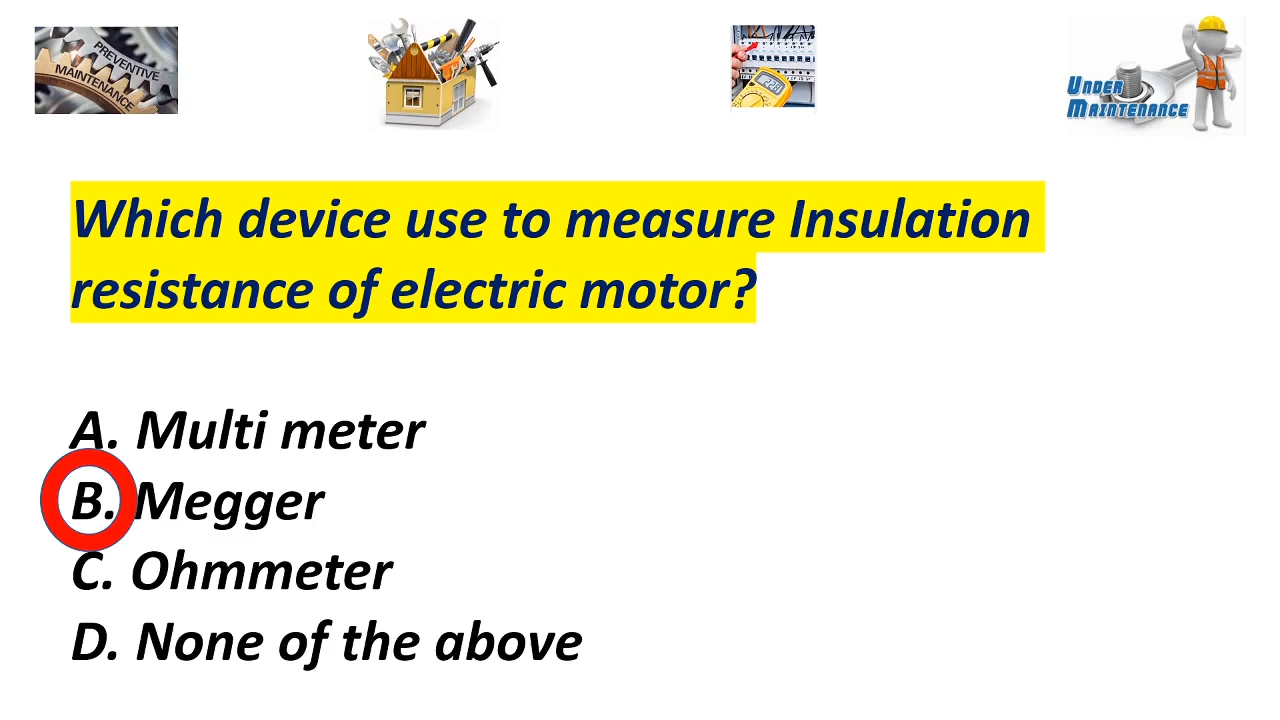 PREVENTIVE
MAINTENANCE
UNDER
MAINTENANCE
Which device use to measure Insulation
resistance of electric motor?
A. Multi meter
B. Megger
C. Ohmmeter
D. None of the above